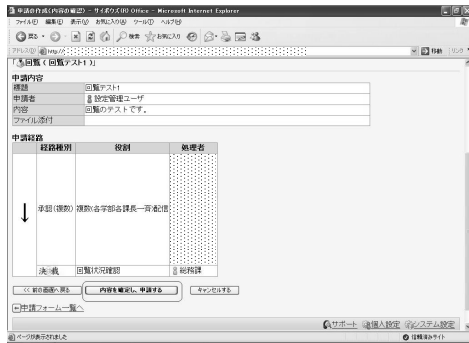 申請の作成(内容の確認) - サイボウズ(R) Office - Microsoft Internet Explorer
ファイル(F) 編集(E) 表示(V) お気に入り(A) ツール(T) ヘルプ(H)
戻る 検索 お気に入り
アドレス(D) http:// 移動 リンク
「回覧 ( 回覧テスト1 )」
申請内容
標題 回覧テスト1
申請者 設定管理ユーザ
内容 回覧のテストです。
ファイル添付
申請経路
経路種別 役割 処理者
↓ 承認(複数) 複数(各学部各課長一斉配信
決裁 回覧状況確認 総務課
<< 前の画面へ戻る 内容を確定し、申請する キャンセルする
申請フォーム一覧へ
サポート 個人設定 システム設定
ページが表示されました 信頼済みサイト